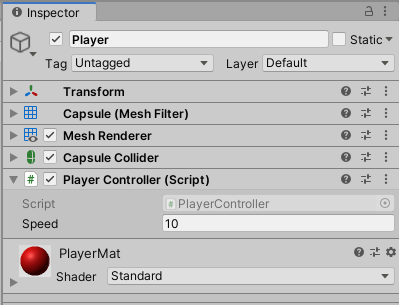 Inspector
Player Static
Tag Untagged Layer Default
Transform
Capsule (Mesh Filter)
Mesh Renderer
Capsule Collider
# Player Controller (Script)
Script # PlayerController
Speed 10
PlayerMat
Shader Standard